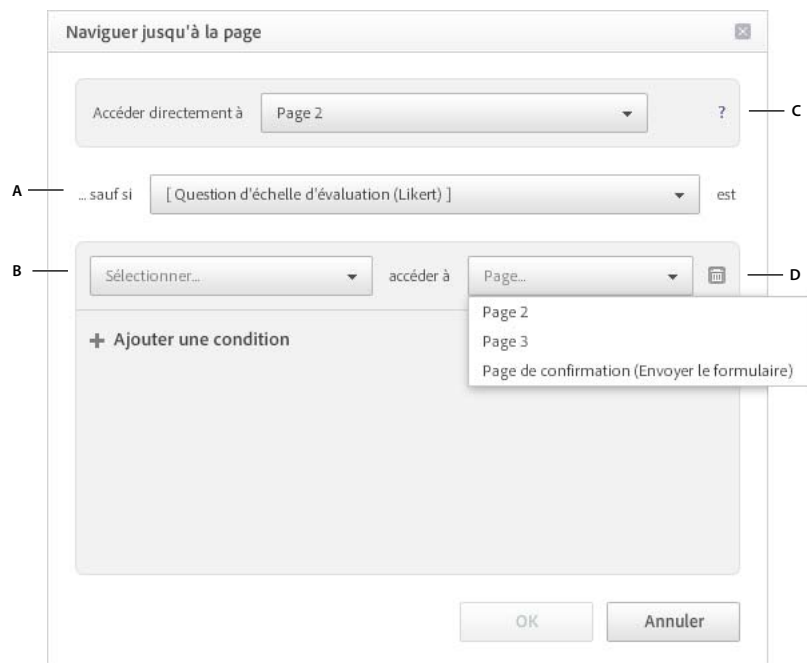 Naviguer jusqu'à la page
Accéder directement à Page 2 ? C
A ... sauf si [ Question d'échelle d'évaluation (Likert) ] est
B Sélectionner... accéder à Page... D
Page 2
+ Ajouter une condition
Page 3
Page de confirmation (Envoyer le formulaire)
OK Annuler